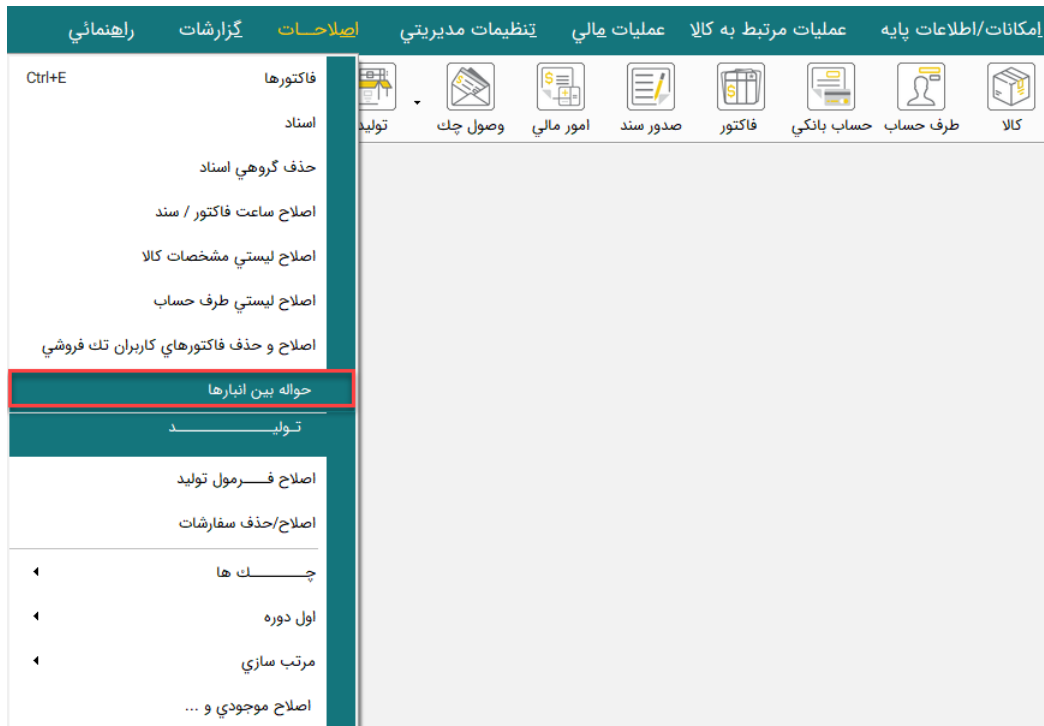 امكانات/اطلاعات پايه   عمليات مرتبط به كالا   عمليات مالي   تنظيمات مديريتي   اصلاحــات   گزارشات   راهنمائي
كالا   طرف حساب   حساب بانكي   فاكتور   صدور سند   امور مالي   وصول چك   توليد
فاكتورها   Ctrl+E
اسناد
حذف گروهي اسناد
اصلاح ساعت فاكتور / سند
اصلاح ليستي مشخصات كالا
اصلاح ليستي طرف حساب
اصلاح و حذف فاكتورهاي كاربران تك فروشي
حواله بين انبارها
تـوليـــــــــــــد
اصلاح فــــرمول توليد
اصلاح/حذف سفارشات
چـــــــــك ها
اول دوره
مرتب سازي
اصلاح موجودي و ...